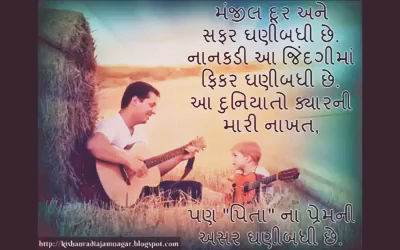 મંજીલ દૂર અને
સફર ઘણીબધી છે.
નાનકડી આ જિંદગીમાં
ફિકર ઘણીબધી છે.
આ દુનિયાતો ક્યારની
મારી નાખત,
પણ "પિતા" ના પ્રેમની
અસર ઘણીબધી છે.
http://kishanradiajamnagar.blogspot.com